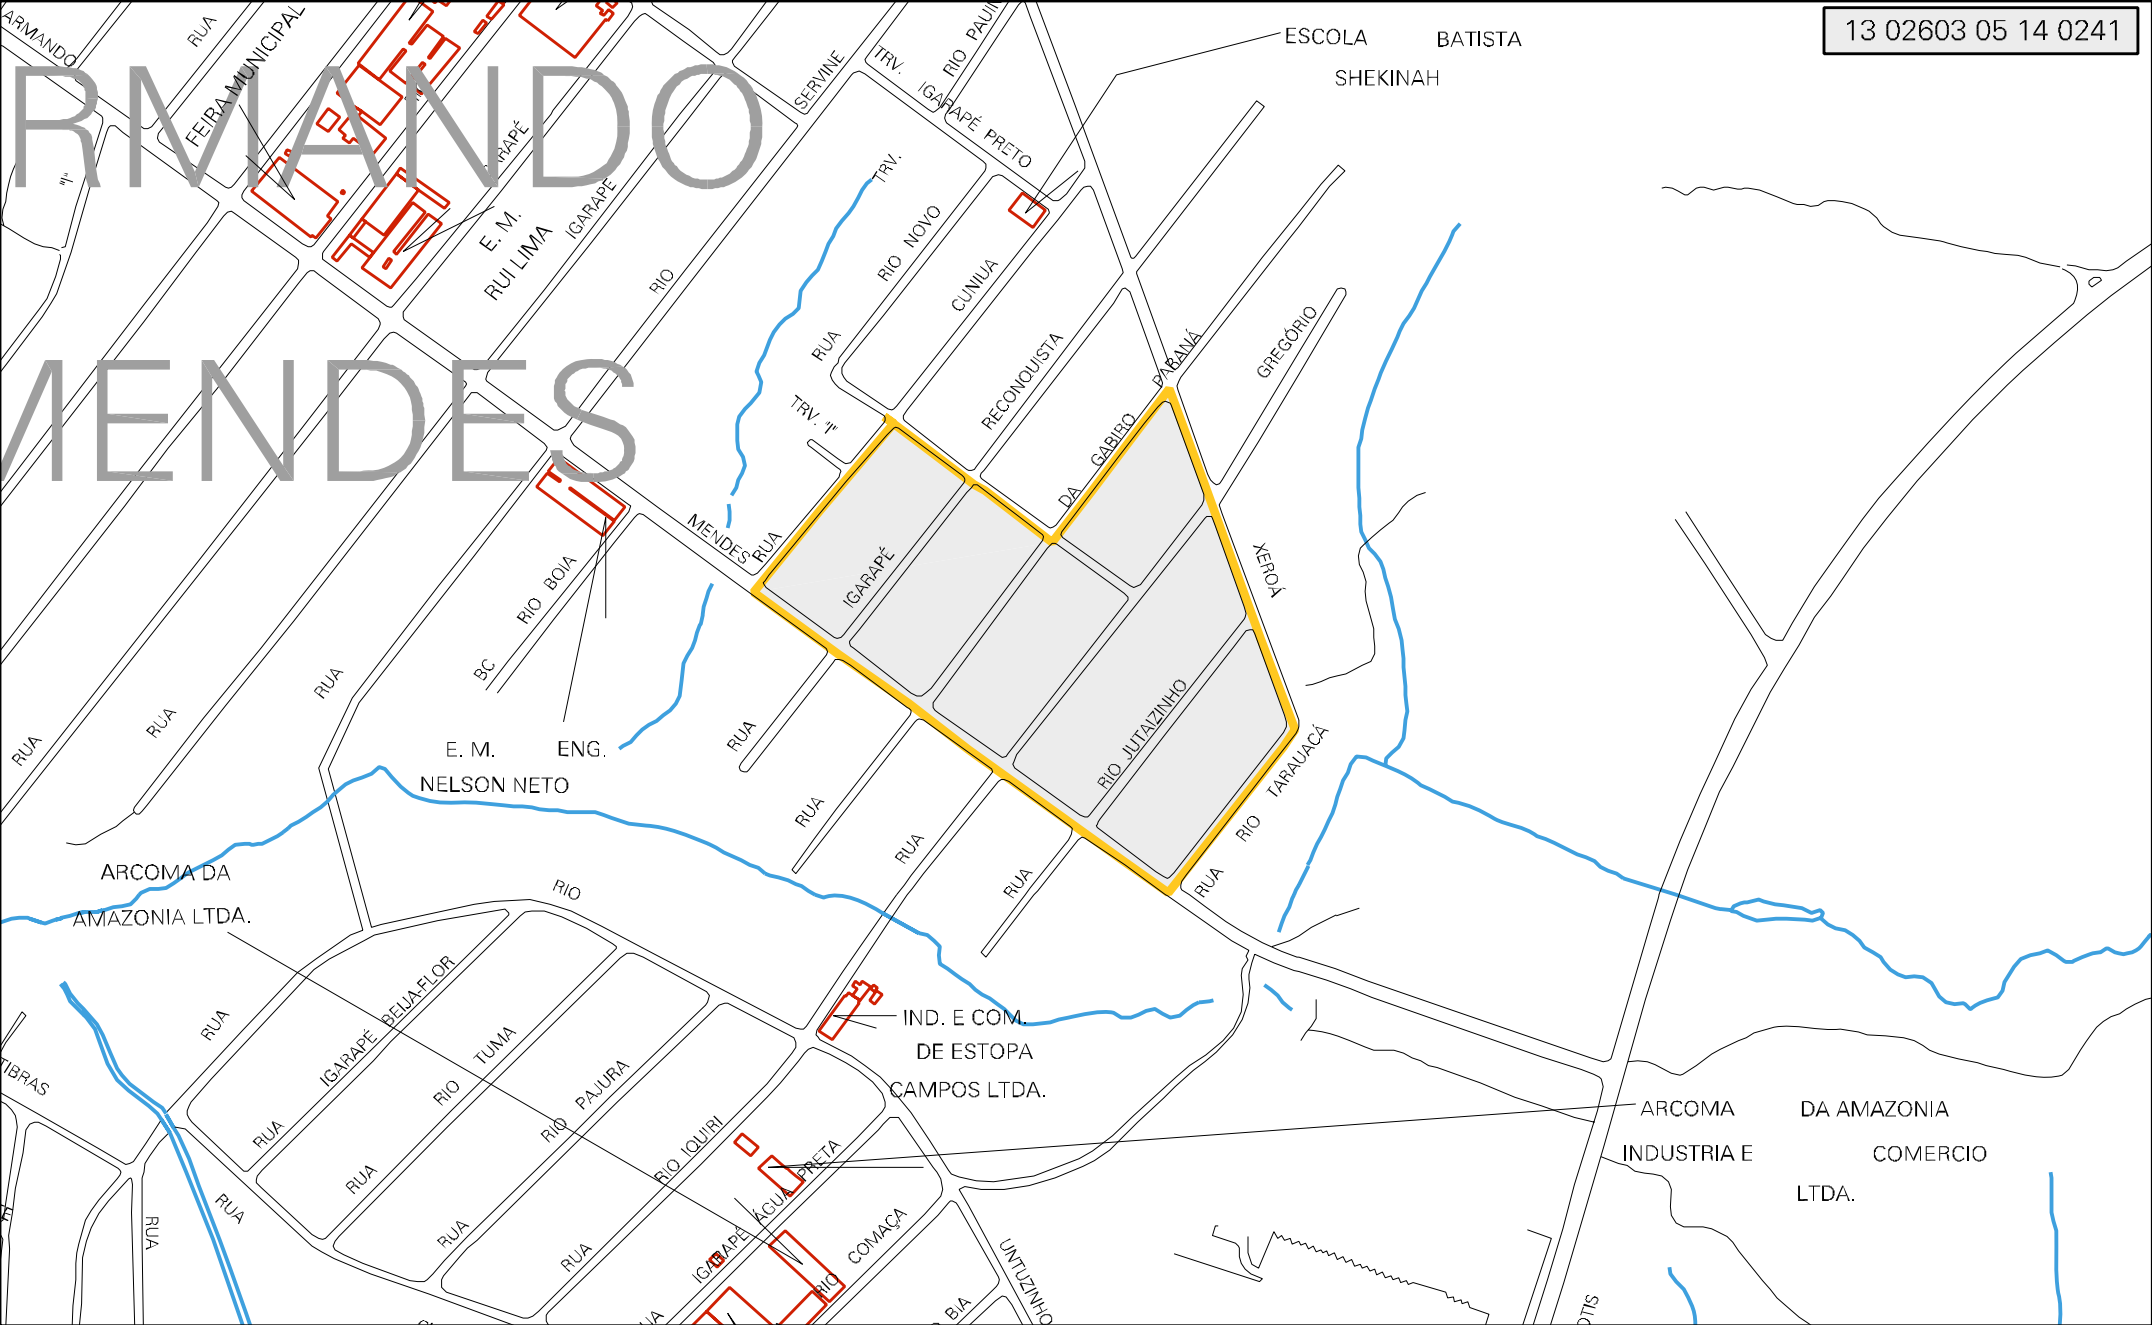 13 02603 05 14 0241
ARMANDO
RUA
FEIRA MUNICIPAL
RMANDO
MENDES
"I"
E. M.
RUI LIMA
IGARAPÉ
IGARAPÉ
RIO
SERVINE
TRV.
IGARAPÉ PRETO
TRV.
RUA
RIO NOVO
CUNIUA
RECONQUISTA
ESCOLA BATISTA
SHEKINAH
PARANÁ
GREGÓRIO
DA GABIRO
TRV. "I"
MENDES
RUA
IGARAPÉ
XEROÁ
RIO JUTAIZINHO
RUA RIO TARAUACÁ
BC RIO BOIA
RUA
RUA
RUA
E. M. ENG.
NELSON NETO
RUA
RUA
RUA
RUA
ARCOMA DA
AMAZONIA LTDA.
RIO
RUA
RUA IGARAPÉ BEIJA-FLOR
RUA RIO TUMA
RUA RIO PAJURA
RUA RIO IQUIRI
IGARAPÉ ÁGUA PRETA
RIO COMAÇA
IND. E COM.
DE ESTOPA
CAMPOS LTDA.
ARCOMA DA AMAZONIA
INDUSTRIA E COMERCIO
LTDA.
TIBRAS
RUA
RUA
UNTUZINHO
BIA
OTIS